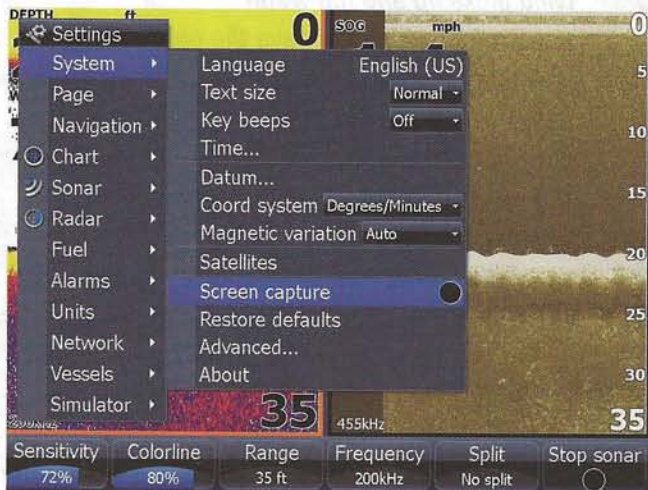 DEPTH ft 0
SOG mph 0
Settings
System
Page
Navigation
Chart
Sonar
Radar
Fuel
Alarms
Units
Network
Vessels
Simulator
Language English (US)
Text size Normal
Key beeps Off
Time...
Datum...
Coord system Degrees/Minutes
Magnetic variation Auto
Satellites
Screen capture
Restore defaults
Advanced...
About
5
10
15
20
25
30
35
35
455kHz
Sensitivity
72%
Colorline
80%
Range
35 ft
Frequency
200kHz
Split
No split
Stop sonar